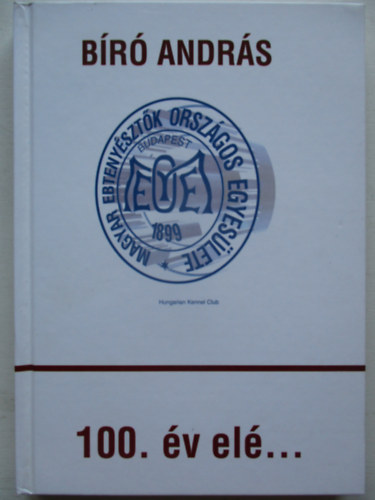 BÍRÓ ANDRÁS
MAGYAR EBTENYÉSZTŐK ORSZÁGOS EGYESÜLETE
BUDAPEST
MEOE
1899
Hungarian Kennel Club
100. év elé...